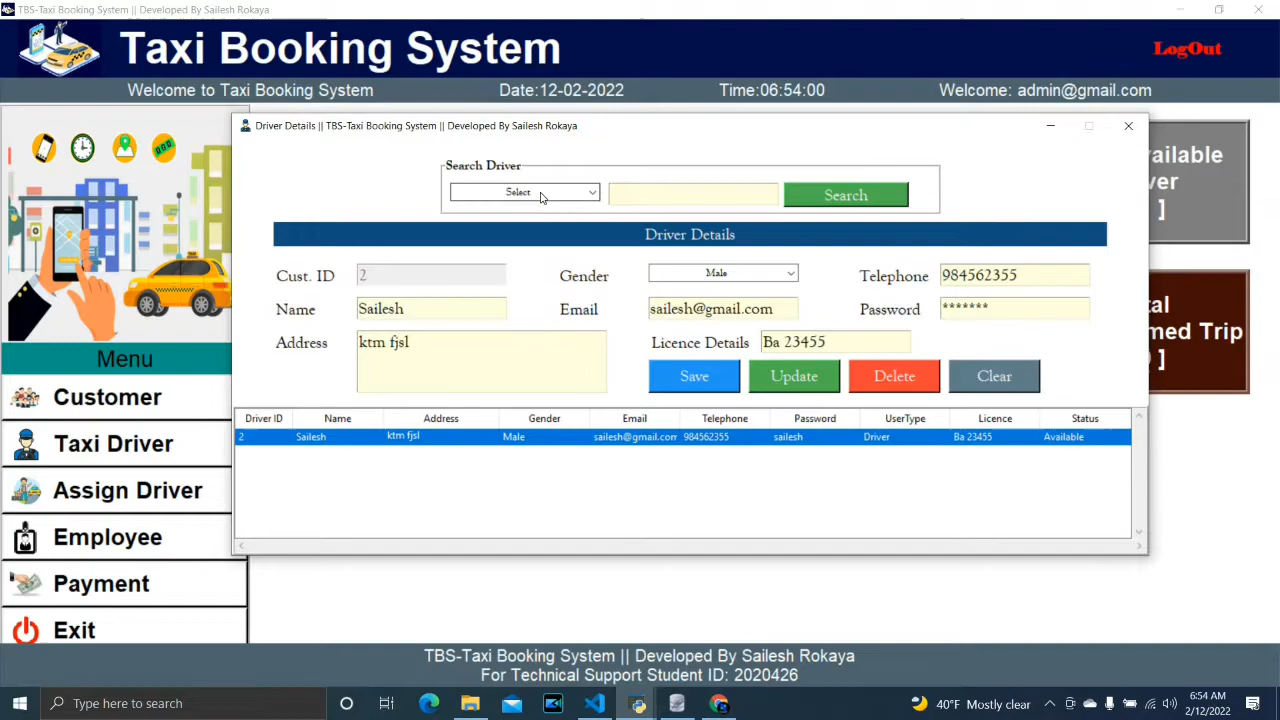 TBS-Taxi Booking System || Developed By Sailesh Rokaya
Taxi Booking System
LogOut
Welcome to Taxi Booking System
Date:12-02-2022
Time:06:54:00
Welcome: admin@gmail.com
Driver Details || TBS-Taxi Booking System || Developed By Sailesh Rokaya
Search Driver
Select
Search
Driver Details
Cust. ID
2
Gender
Male
Telephone
984562355
Name
Sailesh
Email
sailesh@gmail.com
Password
*******
Address
ktm fjsl
Licence Details
Ba 23455
Save
Update
Delete
Clear
Driver ID Name Address Gender Email Telephone Password UserType Licence Status
2 Sailesh ktm fjsl Male sailesh@gmail.com 984562355 sailesh Driver Ba 23455 Available
]
med Trip
]
Menu
Customer
Taxi Driver
Assign Driver
Employee
Payment
Exit
TBS-Taxi Booking System || Developed By Sailesh Rokaya
For Technical Support Student ID: 2020426
Type here to search
40°F Mostly clear
6:54 AM
2/12/2022